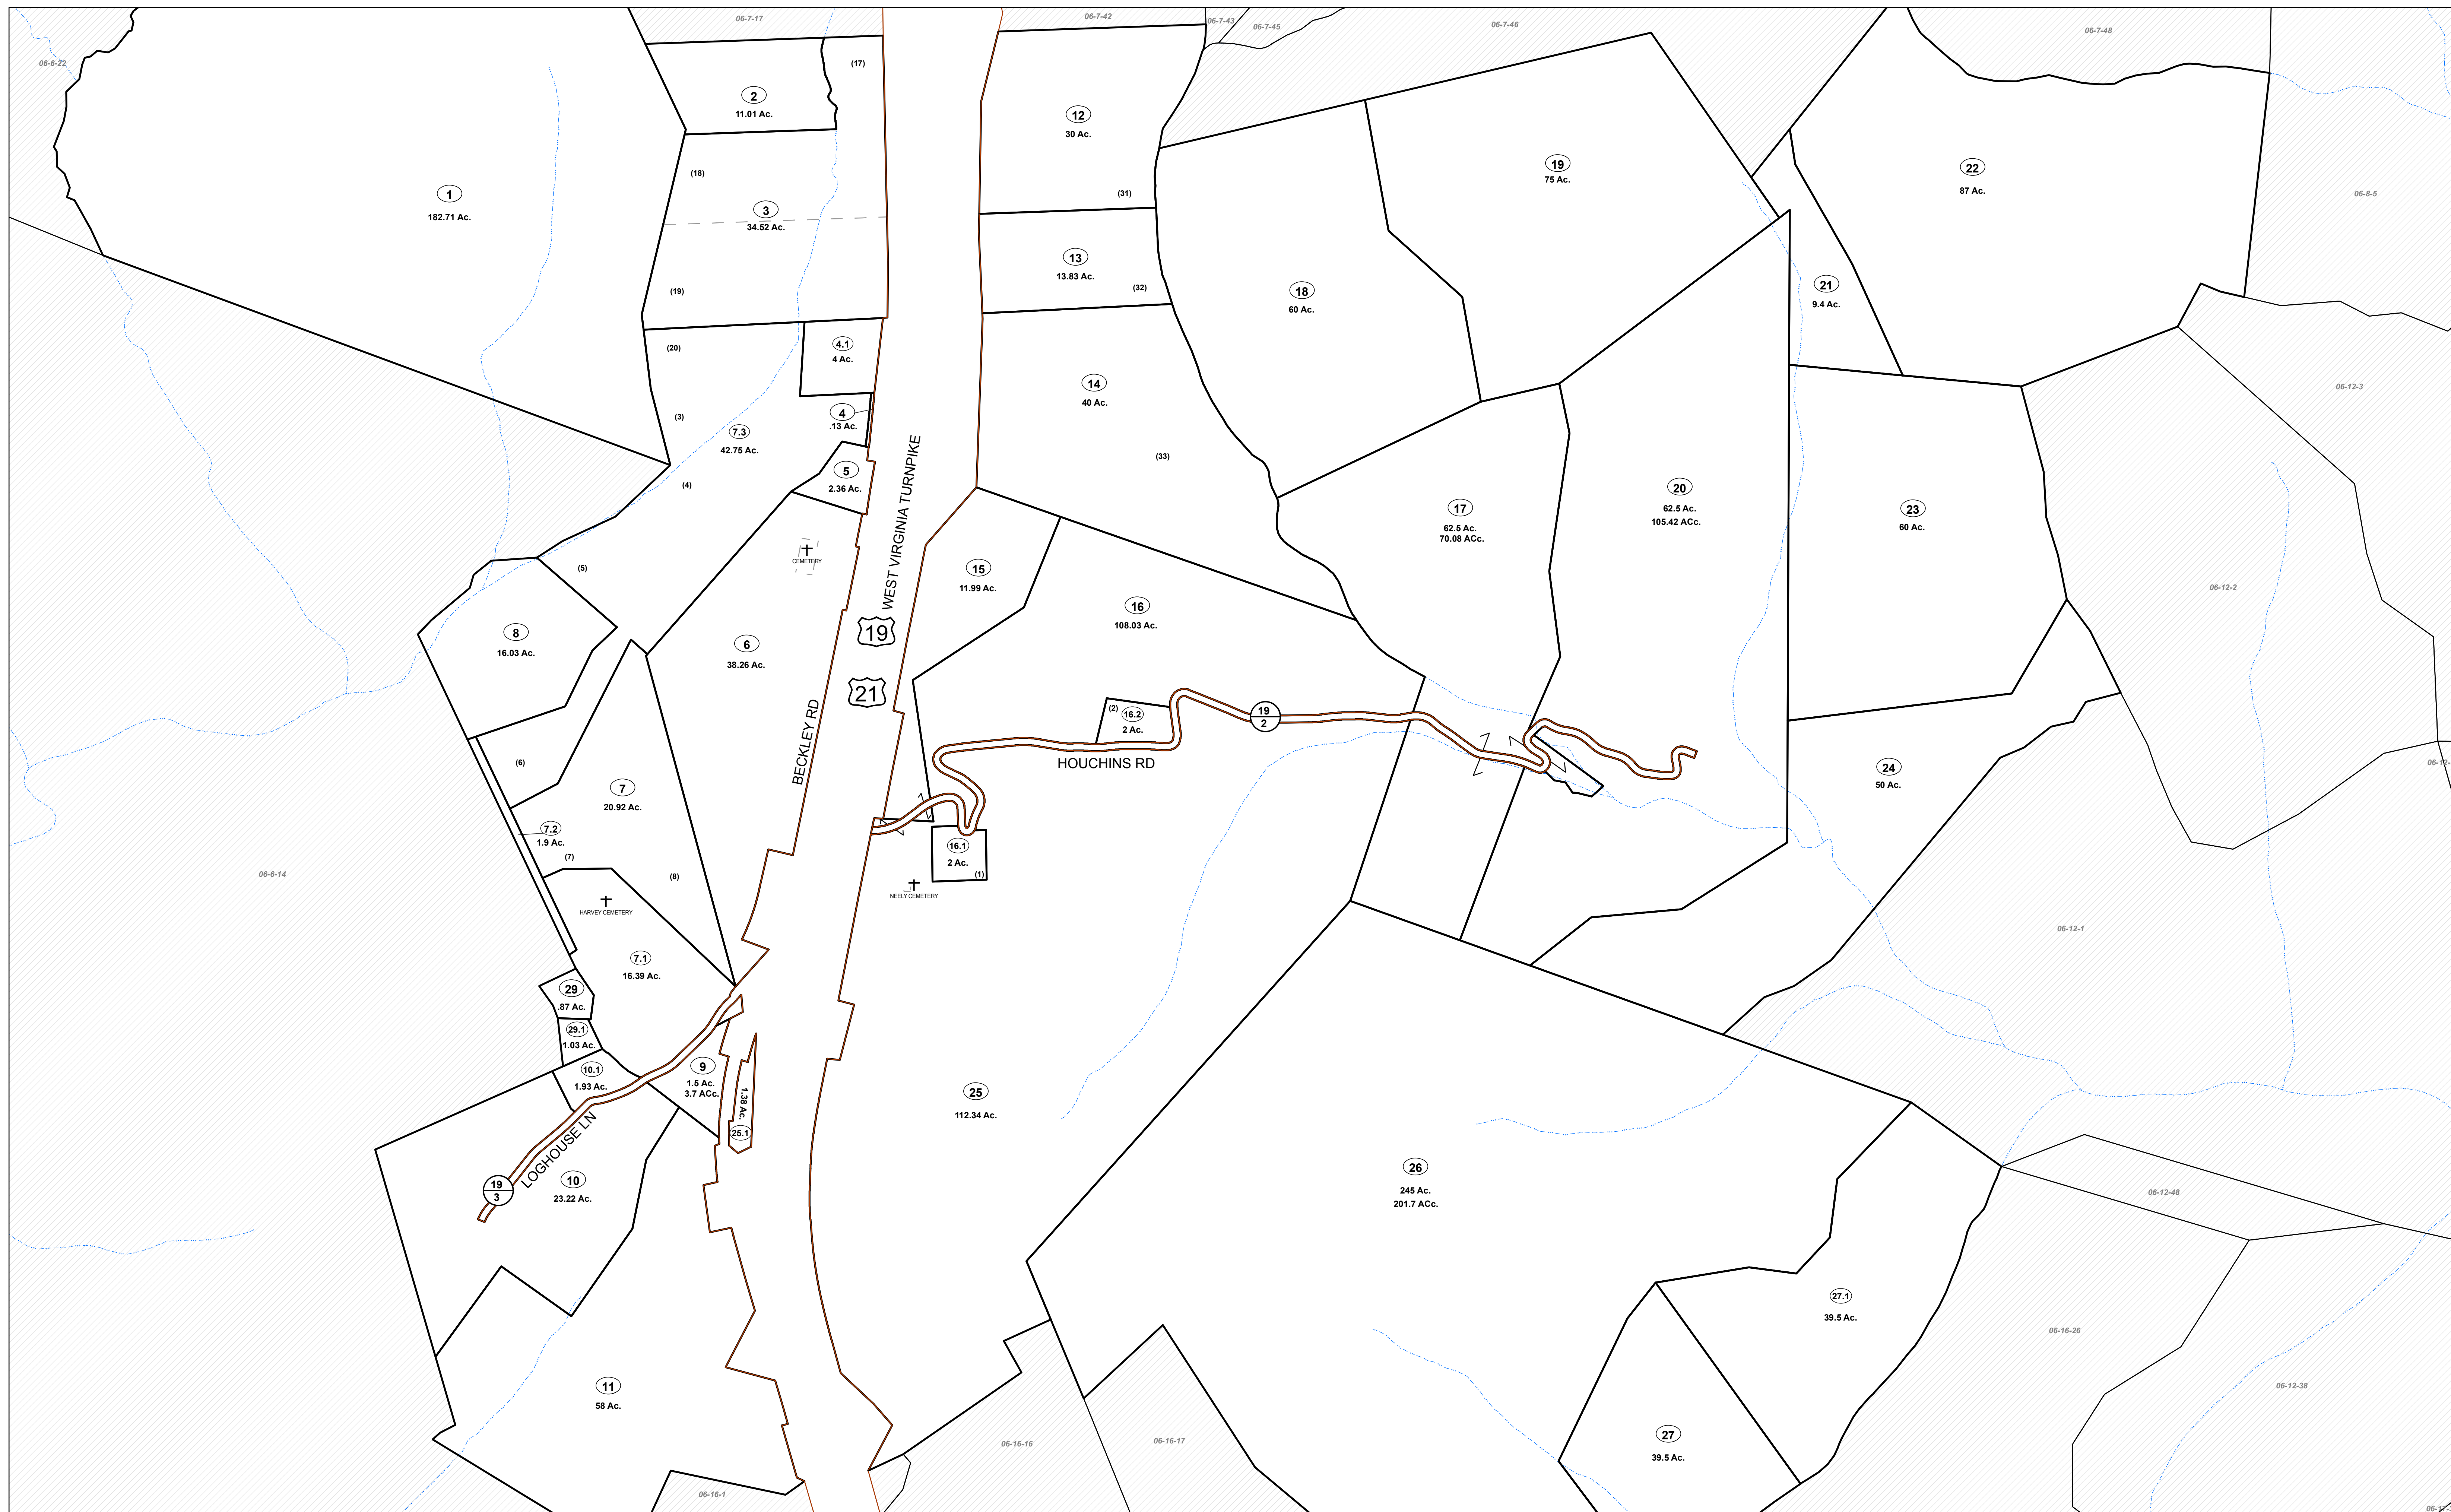 06-7-17
06-7-42
06-7-43
06-7-45
06-7-46
06-7-48
06-6-22
(17)
2
11.01 Ac.
12
30 Ac.
19
75 Ac.
22
87 Ac.
(18)
1
182.71 Ac.
(31)
06-8-5
3
34.52 Ac.
13
13.83 Ac.
(32)
(19)
18
60 Ac.
21
9.4 Ac.
(20)
4.1
4 Ac.
14
40 Ac.
06-12-3
(3)
4
.13 Ac.
7.3
42.75 Ac.
(33)
5
2.36 Ac.
(4)
20
62.5 Ac.
105.42 ACc.
17
62.5 Ac.
70.08 ACc.
23
60 Ac.
WEST VIRGINIA TURNPIKE
CEMETERY
(5)
15
11.99 Ac.
06-12-2
16
108.03 Ac.
8
16.03 Ac.
19
6
38.26 Ac.
21
BECKLEY RD
(2)
16.2
2 Ac.
19
2
HOUCHINS RD
(6)
24
50 Ac.
06-12-
7
20.92 Ac.
7.2
1.9 Ac.
(7)
16.1
2 Ac.
(1)
06-6-14
(8)
NEELY CEMETERY
HARVEY CEMETERY
06-12-1
7.1
16.39 Ac.
29
.87 Ac.
29.1
1.03 Ac.
10.1
1.93 Ac.
9
1.5 Ac.
3.7 ACc.
1.38 Ac.
25.1
25
112.34 Ac.
LOGHOUSE LN
19
3
10
23.22 Ac.
26
245 Ac.
201.7 ACc.
06-12-48
27.1
39.5 Ac.
06-16-26
11
58 Ac.
06-12-38
27
39.5 Ac.
06-16-16
06-16-17
06-16-1